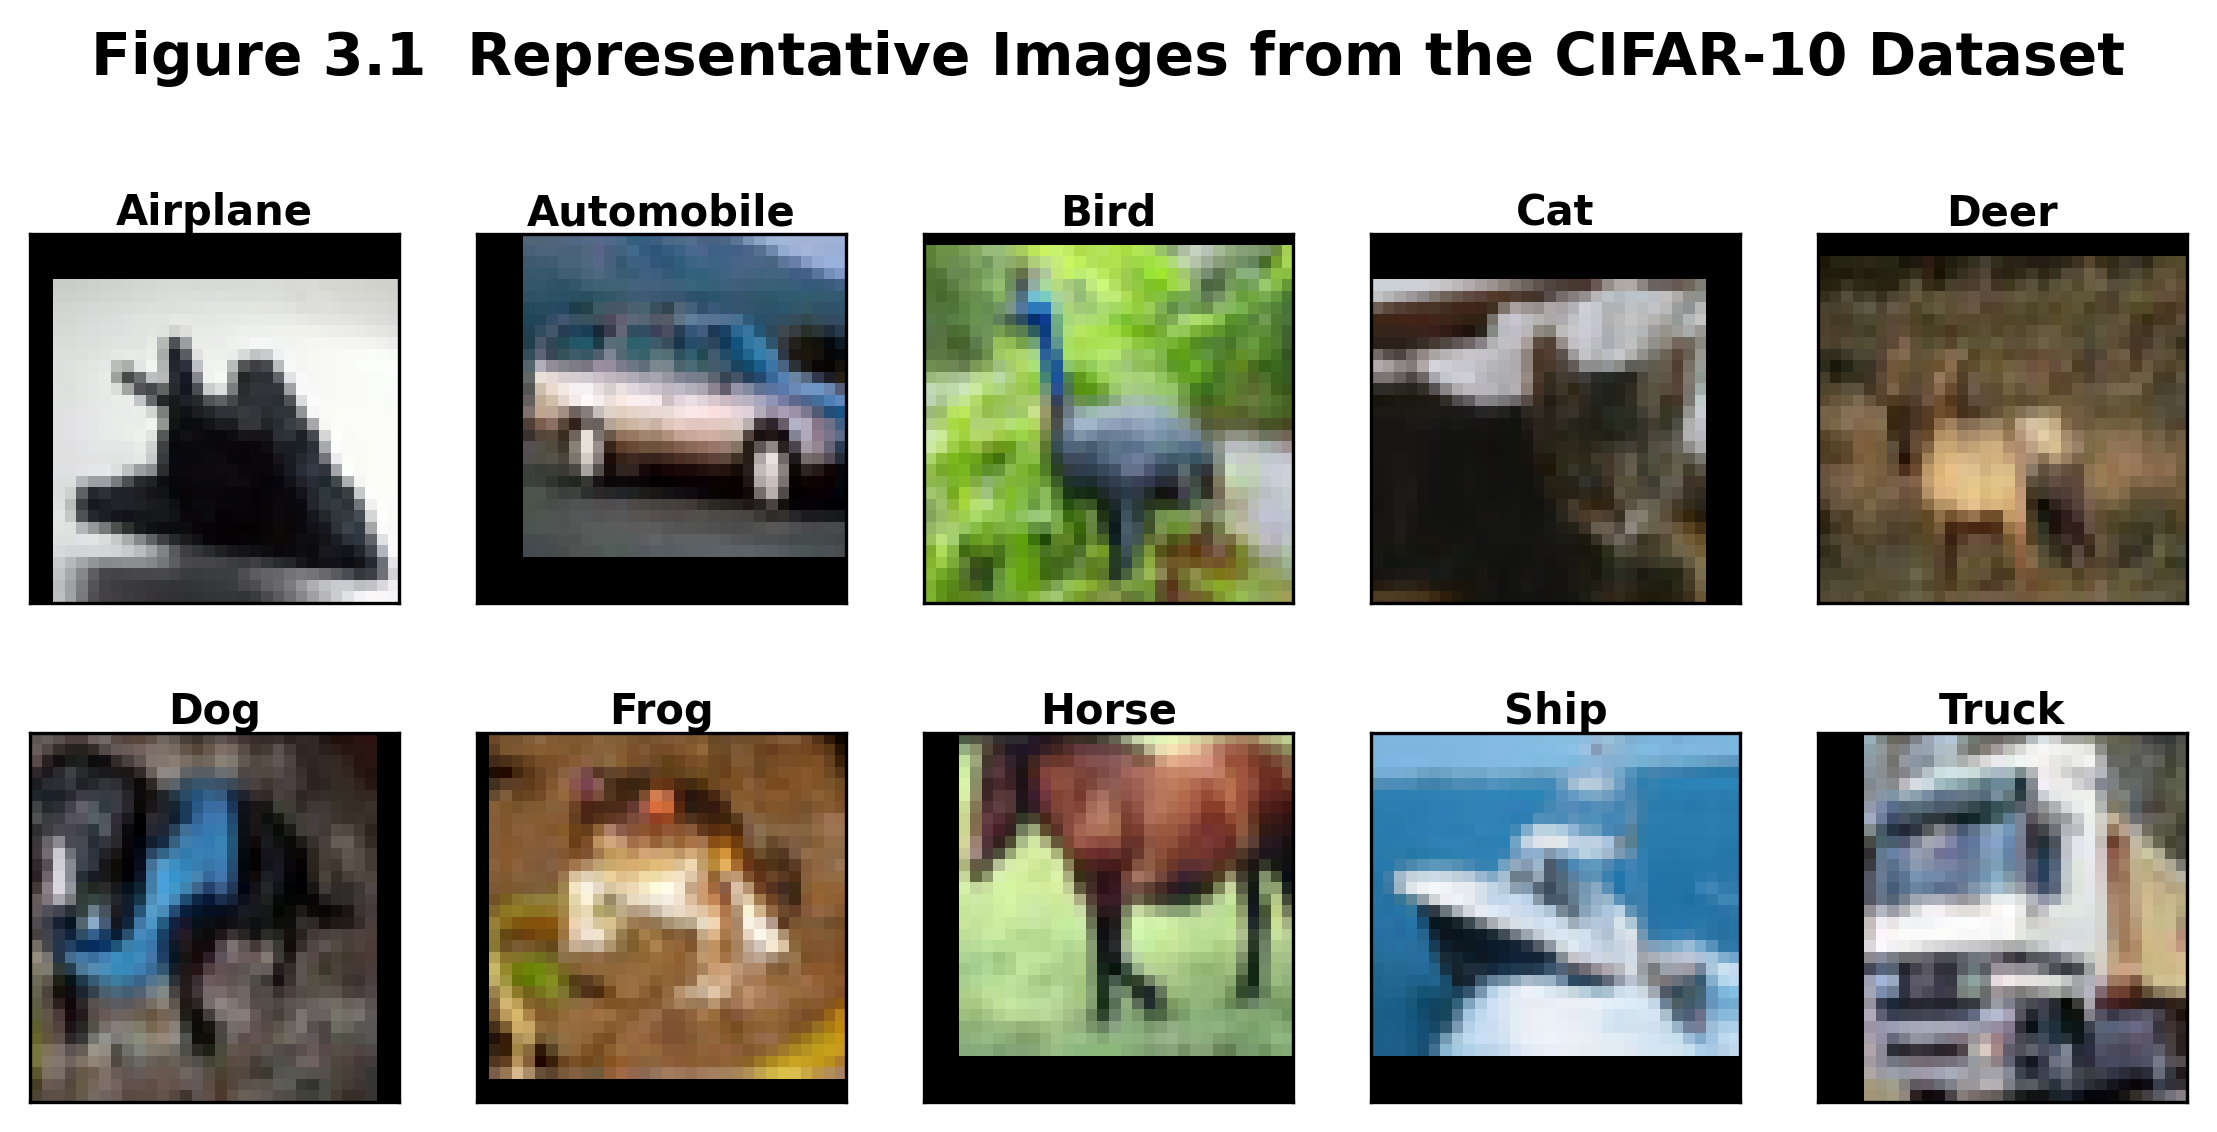 Figure 3.1  Representative Images from the CIFAR-10 Dataset
Airplane
Automobile
Bird
Cat
Deer
Dog
Frog
Horse
Ship
Truck